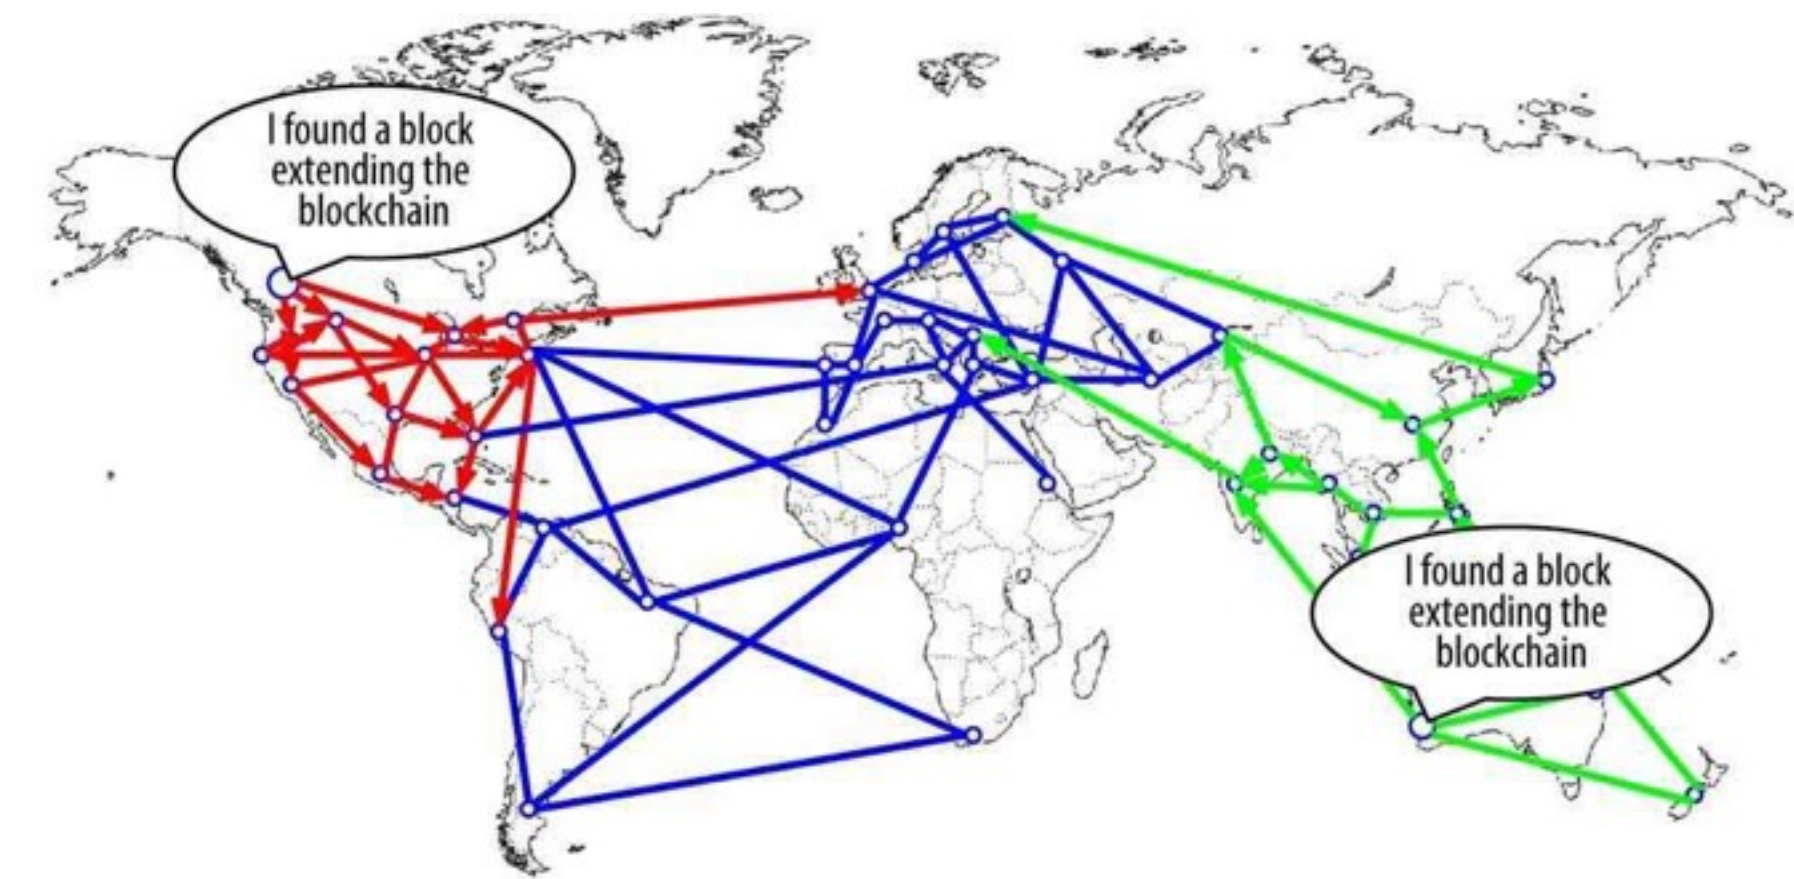 I found a block
extending the
blockchain
I found a block
extending the
blockchain